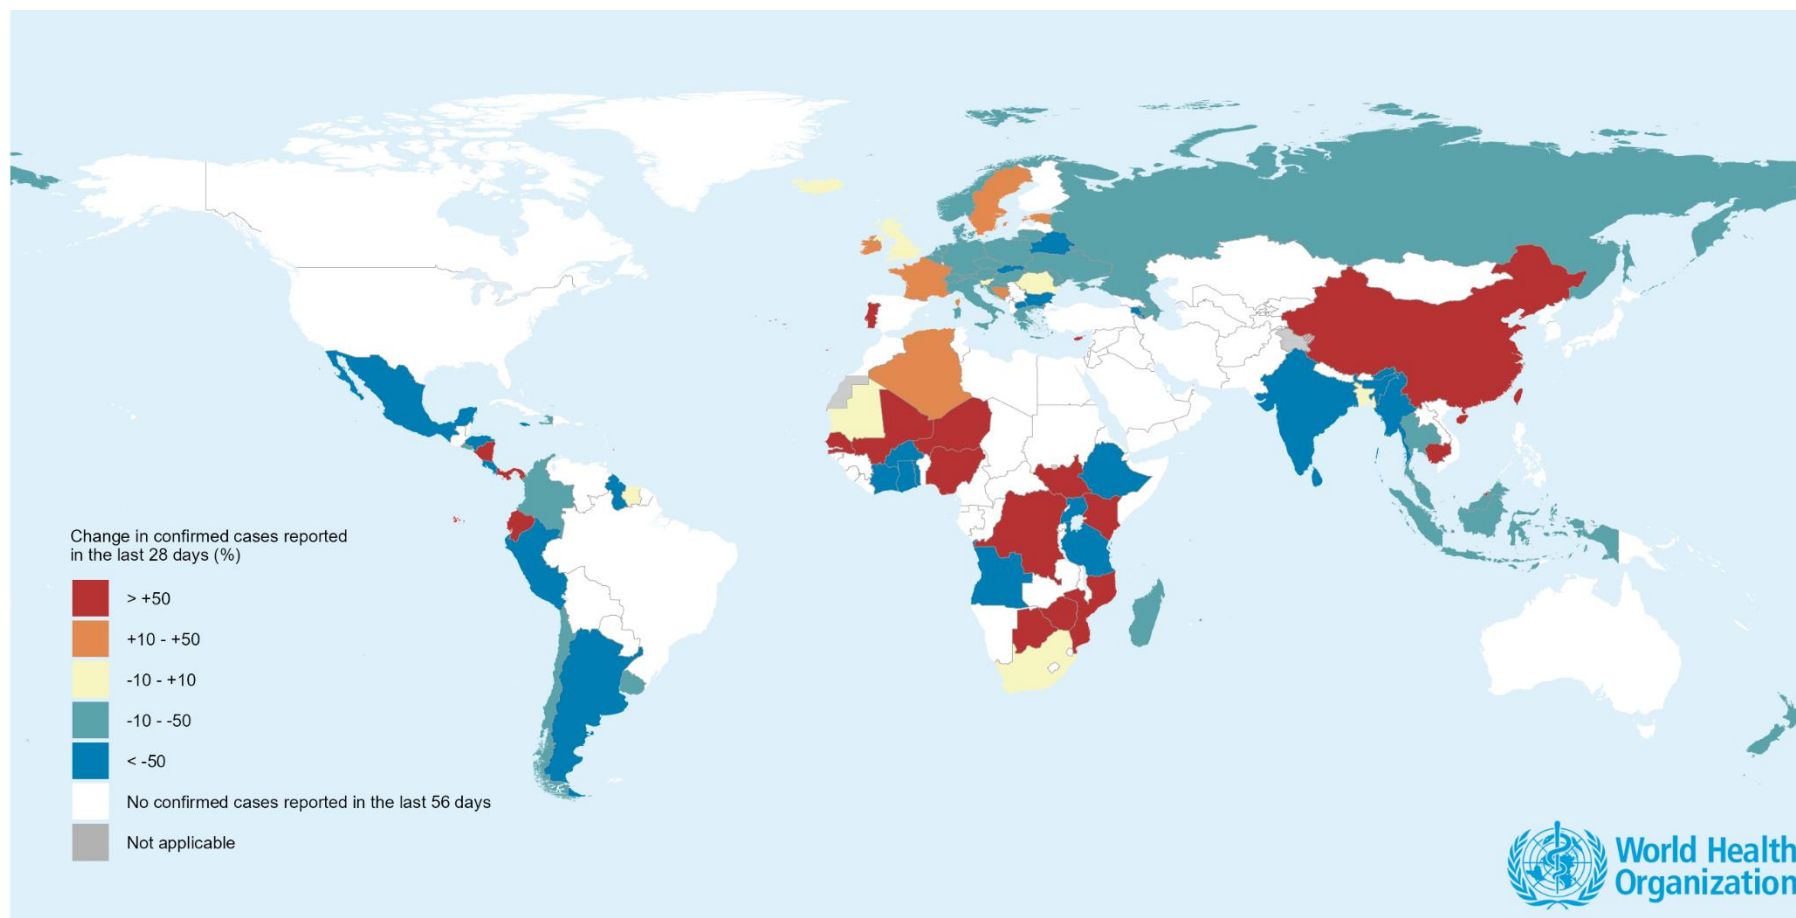 Change in confirmed cases reported
in the last 28 days (%)
> +50
+10 - +50
-10 - +10
-10 - -50
< -50
No confirmed cases reported in the last 56 days
Not applicable
World Health
Organization